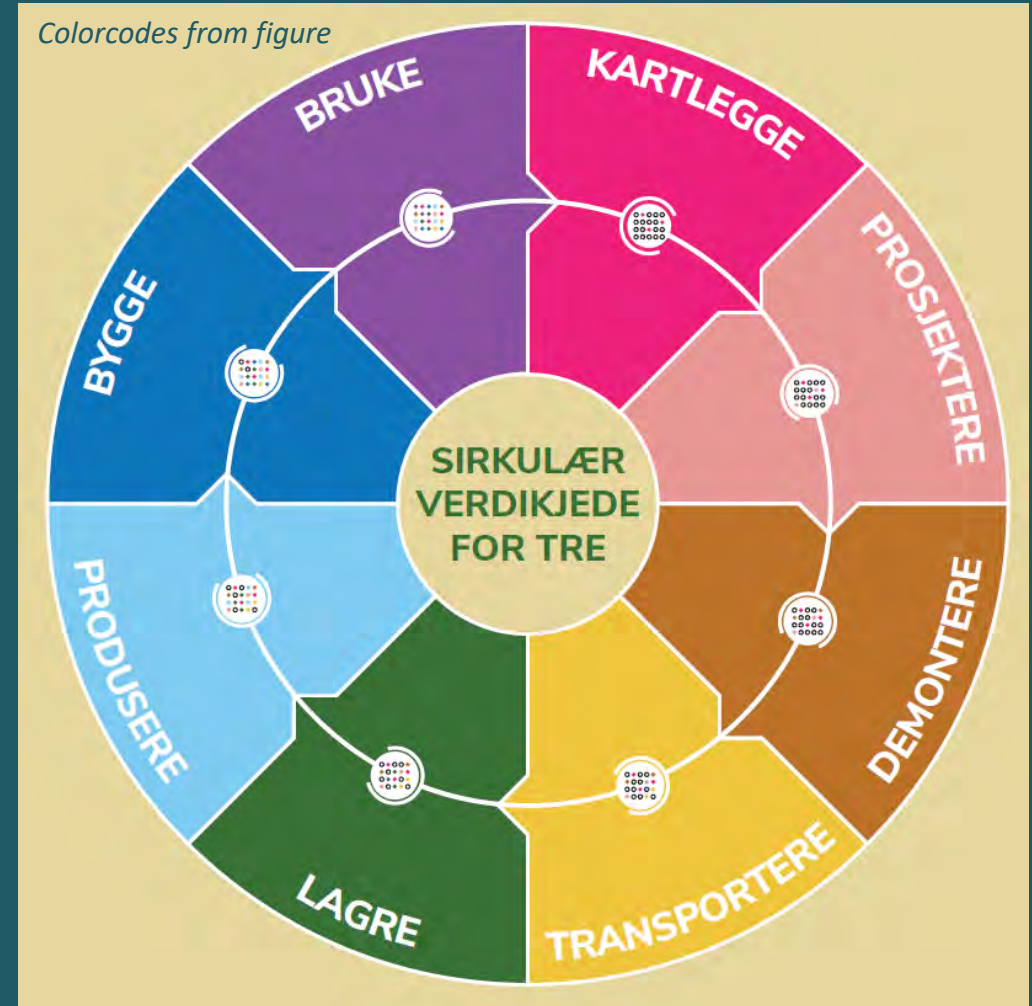 Colorcodes from figure
KARTLEGGE
PROSJEKTERE
DEMONTERE
TRANSPORTERE
LAGRE
PRODUSERE
BYGGE
BRUKE
SIRKULÆR
VERDIKJEDE
FOR TRE